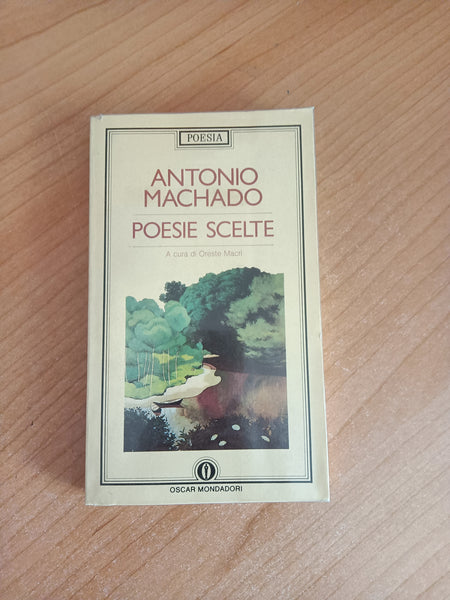 POESIA
ANTONIO
MACHADO
POESIE SCELTE
A cura di Oreste Macrì
OSCAR MONDADORI